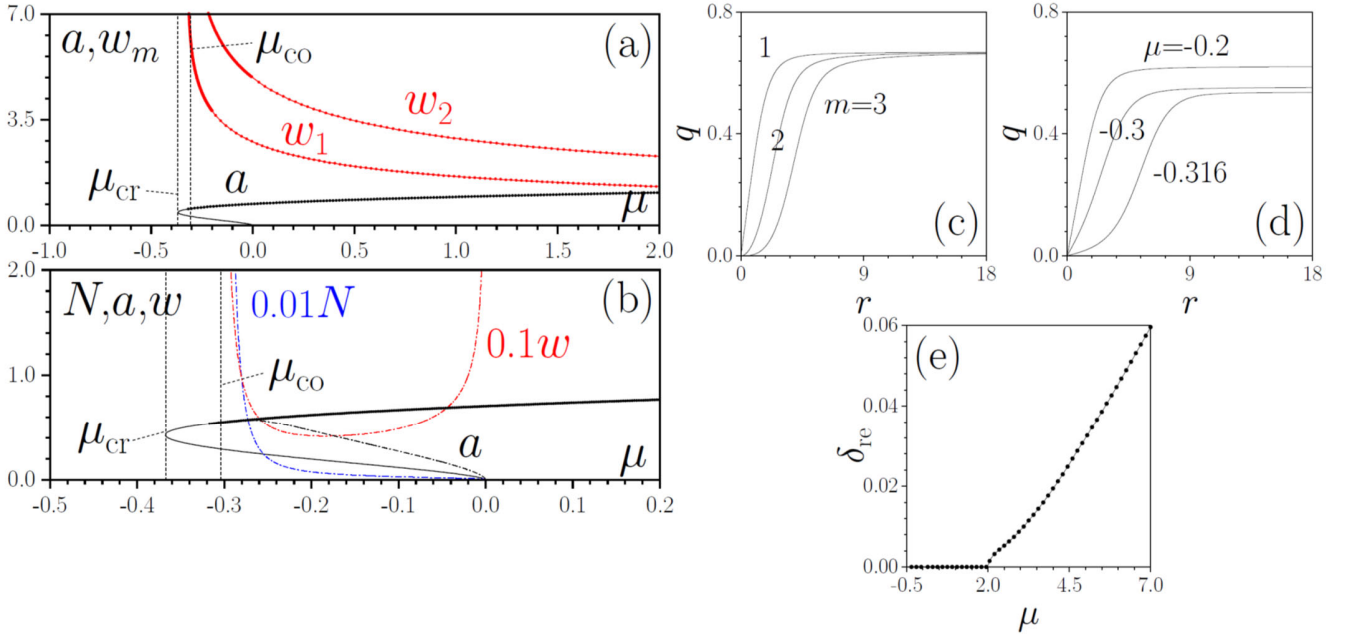 7.0
3.5
0.0
a,wₘ
μ_co
(a)
w₂
w₁
μ_cr
a
μ
-1.0 -0.5 0.0 0.5 1.0 1.5 2.0
2.0
1.0
0.0
N,a,w
0.01N
(b)
0.1w
μ_co
μ_cr
a
μ
-0.5 -0.4 -0.3 -0.2 -0.1 0.0 0.1 0.2
0.8
0.4
0.0
q
1
2
m=3
(c)
0 9 18
r
0.8
0.4
0.0
q
μ=-0.2
-0.3
-0.316
(d)
0 9 18
r
0.06
0.04
0.02
0.00
δ_re
(e)
-0.5 2.0 4.5 7.0
μ